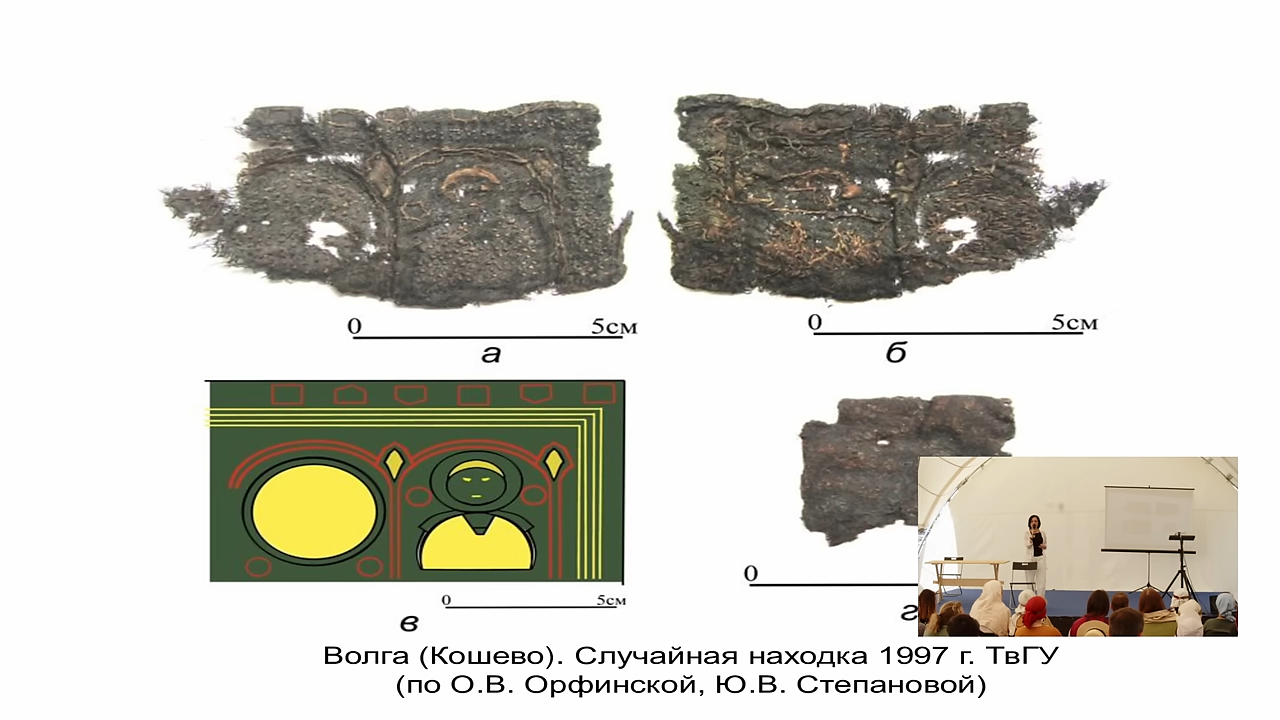 0 5см
0 5см
а
б
0 5см
в
0
г
Волга (Кошево). Случайная находка 1997 г. ТвГУ
(по О.В. Орфинской, Ю.В. Степановой)